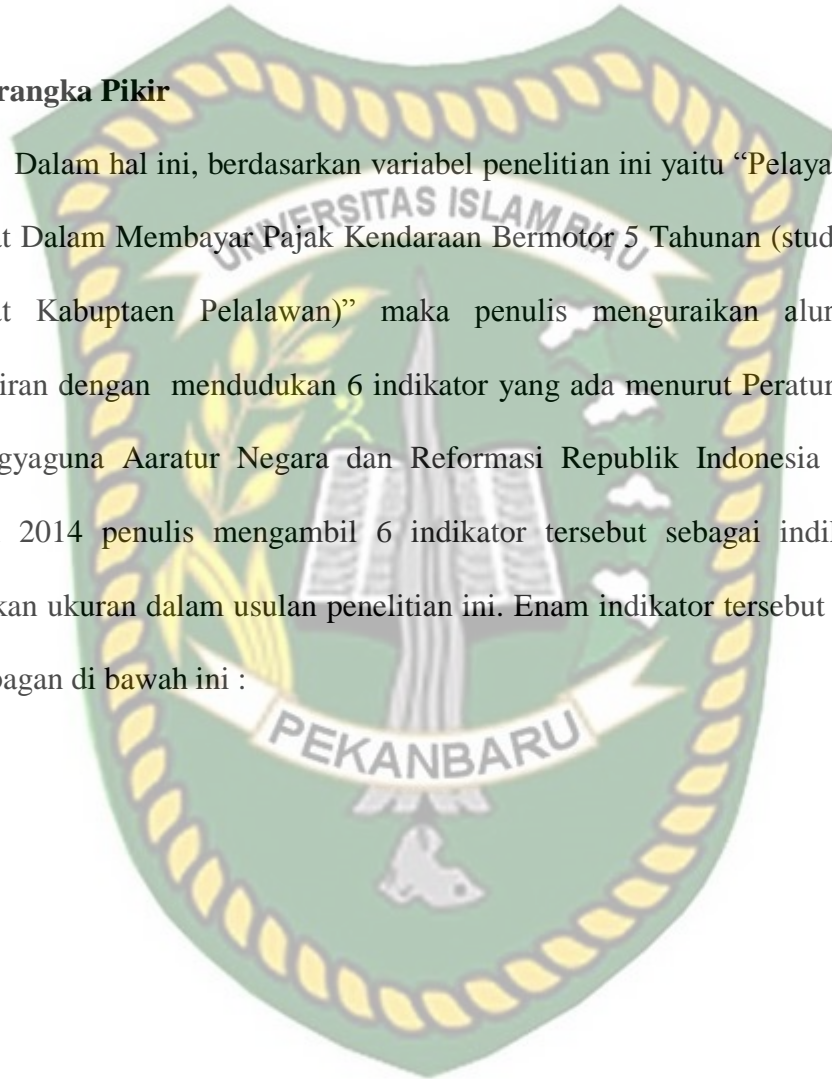 rangka Pikir
Dalam hal ini, berdasarkan variabel penelitian ini yaitu “Pelaya
at Dalam Membayar Pajak Kendaraan Bermotor 5 Tahunan (stud
at Kabuptaen Pelalawan)” maka penulis menguraikan alur
iran dengan mendudukan 6 indikator yang ada menurut Peratur
gyaguna Aaratur Negara dan Reformasi Republik Indonesia
2014 penulis mengambil 6 indikator tersebut sebagai indil
kan ukuran dalam usulan penelitian ini. Enam indikator tersebut
bagan di bawah ini :
UNIVERSITAS ISLAM RIAU
PEKANBARU